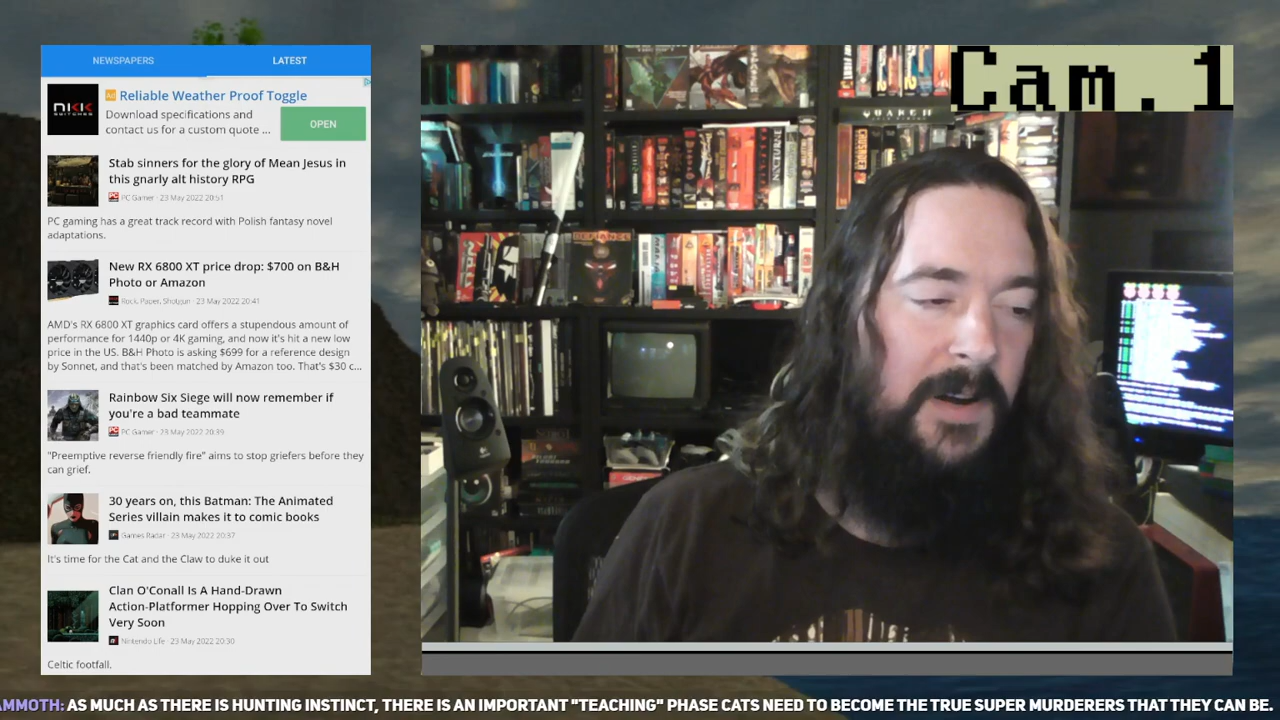 NEWSPAPERS
LATEST
NKK
SWITCHES
Ad Reliable Weather Proof Toggle
Download specifications and
contact us for a custom quote ...
OPEN
Stab sinners for the glory of Mean Jesus in
this gnarly alt history RPG
PC Gamer · 23 May 2022 20:51
PC gaming has a great track record with Polish fantasy novel
adaptations.
New RX 6800 XT price drop: $700 on B&H
Photo or Amazon
Rock, Paper, Shotgun · 23 May 2022 20:41
AMD's RX 6800 XT graphics card offers a stupendous amount of
performance for 1440p or 4K gaming, and now it's hit a new low
price in the US. B&H Photo is asking $699 for a reference design
by Sonnet, and that's been matched by Amazon too. That's $30 c...
Rainbow Six Siege will now remember if
you're a bad teammate
PC Gamer · 23 May 2022 20:39
"Preemptive reverse friendly fire" aims to stop griefers before they
can grief.
30 years on, this Batman: The Animated
Series villain makes it to comic books
Games Radar · 23 May 2022 20:37
It's time for the Cat and the Claw to duke it out
Clan O'Conall Is A Hand-Drawn
Action-Platformer Hopping Over To Switch
Very Soon
Nintendo Life · 23 May 2022 20:30
Celtic footfall.
Cam. 1
QUAKE II
NOCTURNE
DEFIANCE
AMMOTH: AS MUCH AS THERE IS HUNTING INSTINCT, THERE IS AN IMPORTANT "TEACHING" PHASE CATS NEED TO BECOME THE TRUE SUPER MURDERERS THAT THEY CAN BE.